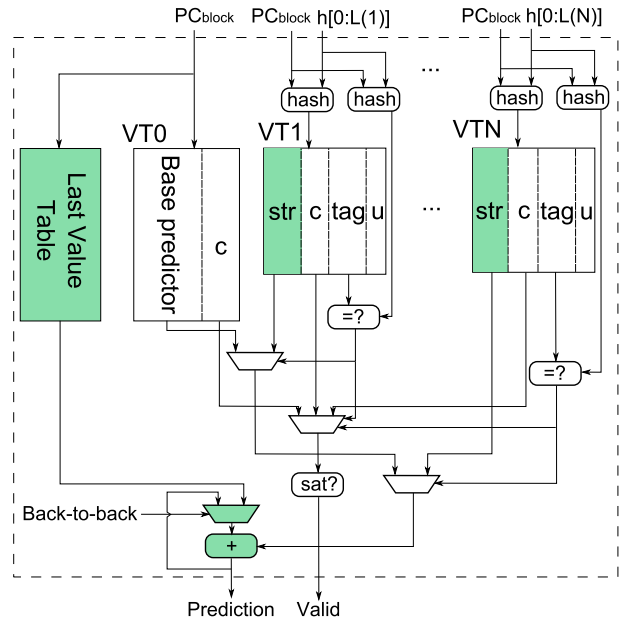 PCblock PCblock h[0:L(1)] PCblock h[0:L(N)]
...
hash hash hash hash
VT0 VT1 VTN
Last Value
Table
Base predictor
c
str c tag u
...
str c tag u
=?
=?
sat?
Back-to-back
+
Prediction Valid